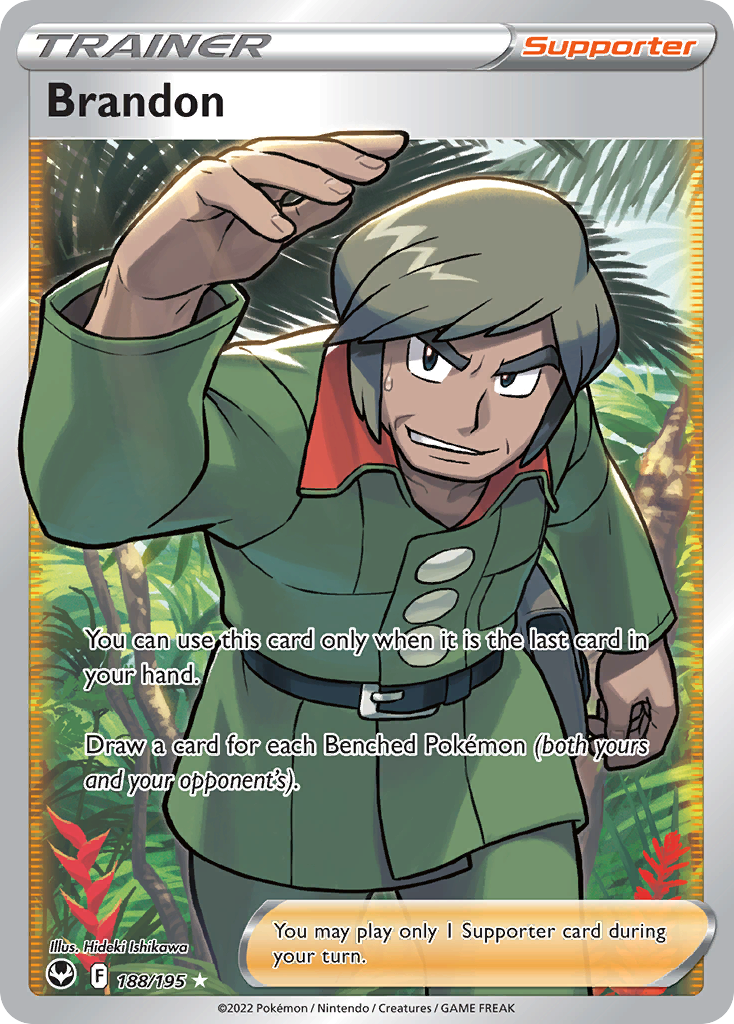 TRAINER
Supporter
Brandon
You can use this card only when it is the last card in
your hand.
Draw a card for each Benched Pokémon (both yours
and your opponent's).
You may play only 1 Supporter card during
your turn.
Illus. Hideki Ishikawa
F 188/195 ★
©2022 Pokémon / Nintendo / Creatures / GAME FREAK